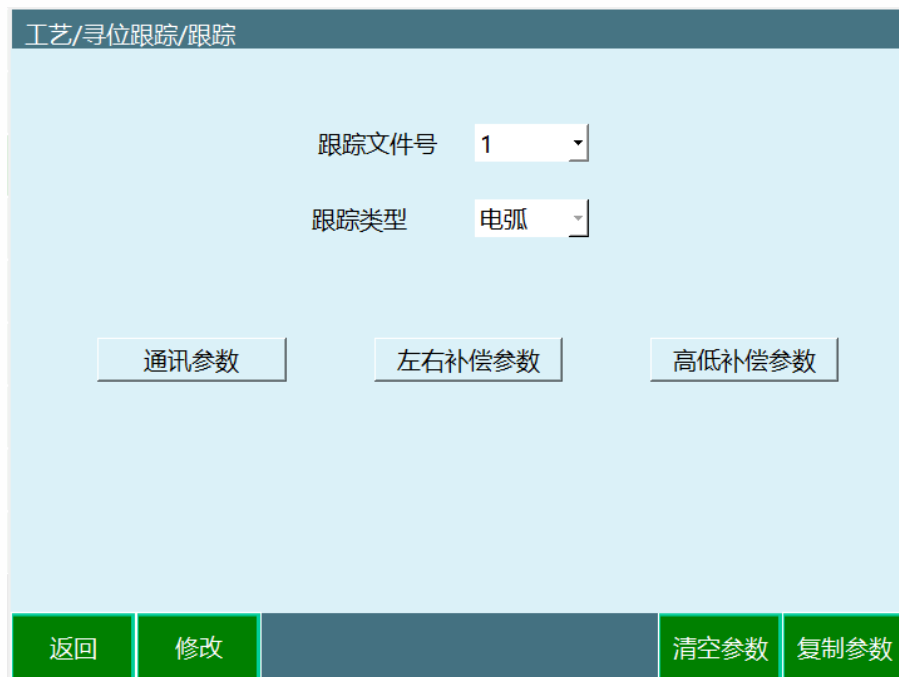 工艺/寻位跟踪/跟踪
跟踪文件号 1
跟踪类型 电弧
通讯参数 左右补偿参数 高低补偿参数
返回 修改 清空参数 复制参数